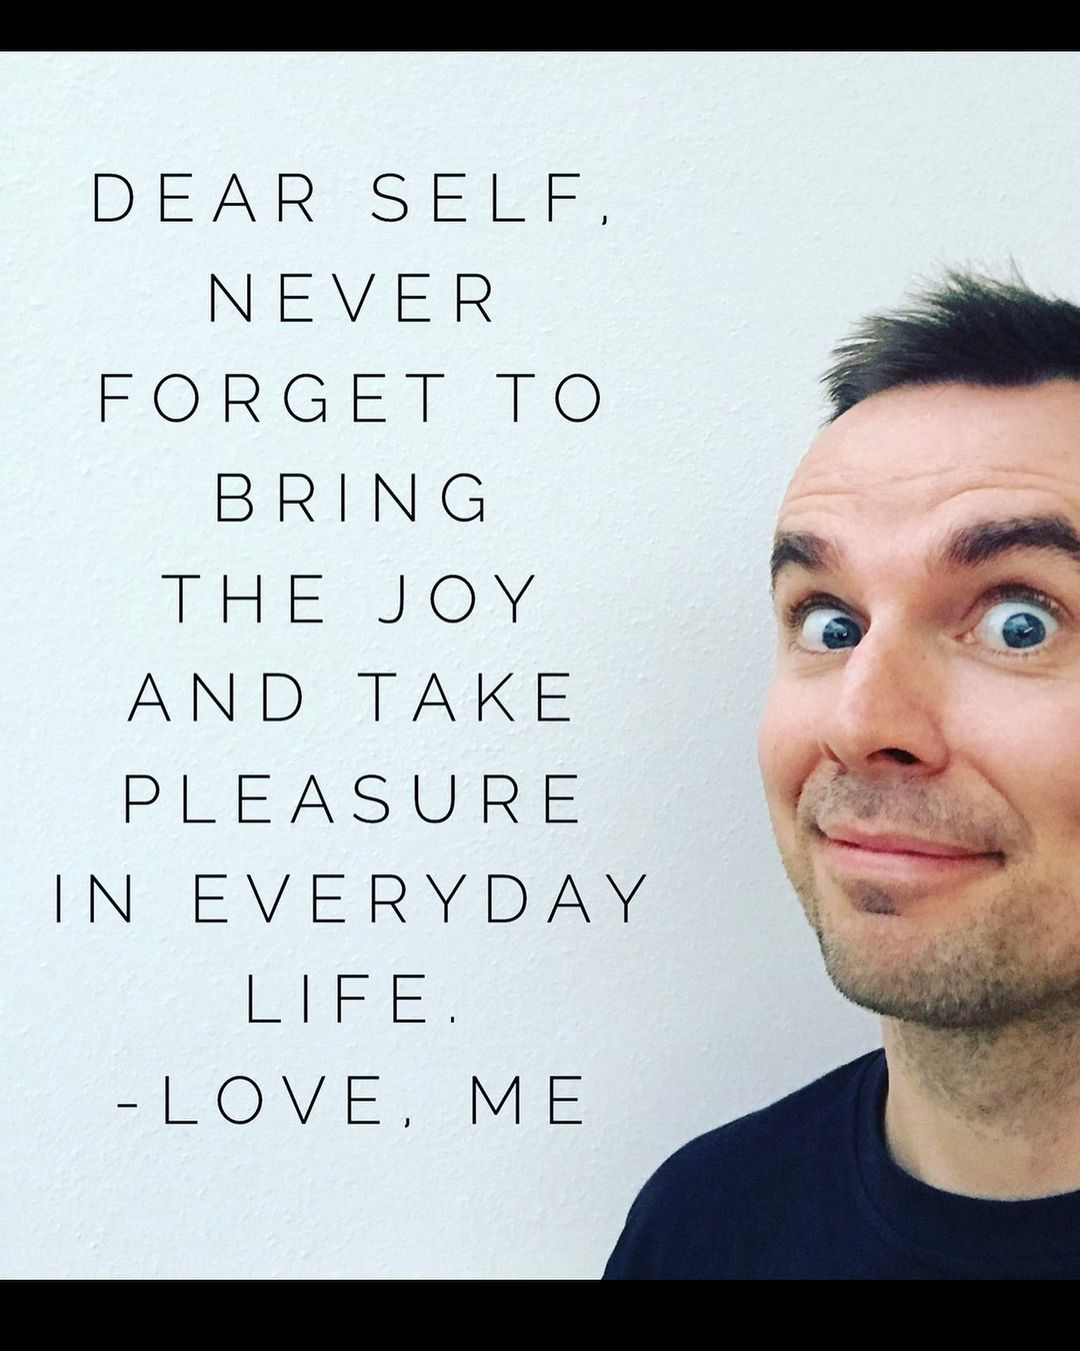 DEAR SELF,
NEVER
FORGET TO
BRING
THE JOY
AND TAKE
PLEASURE
IN EVERYDAY
LIFE.
-LOVE, ME